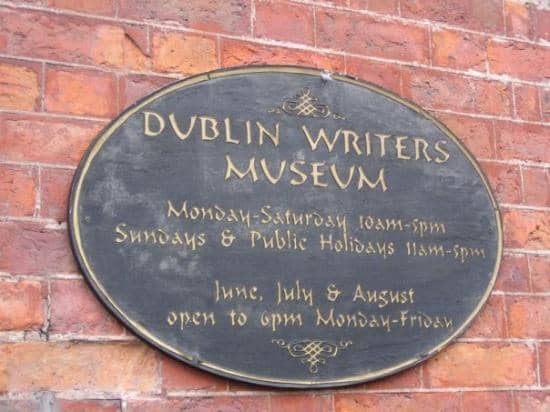 DUBLIN WRITERS
MUSEUM
Monday-Saturday 10am-5pm
Sundays & Public Holidays 11am-5pm
June, July & August
open to 6pm Monday-Friday